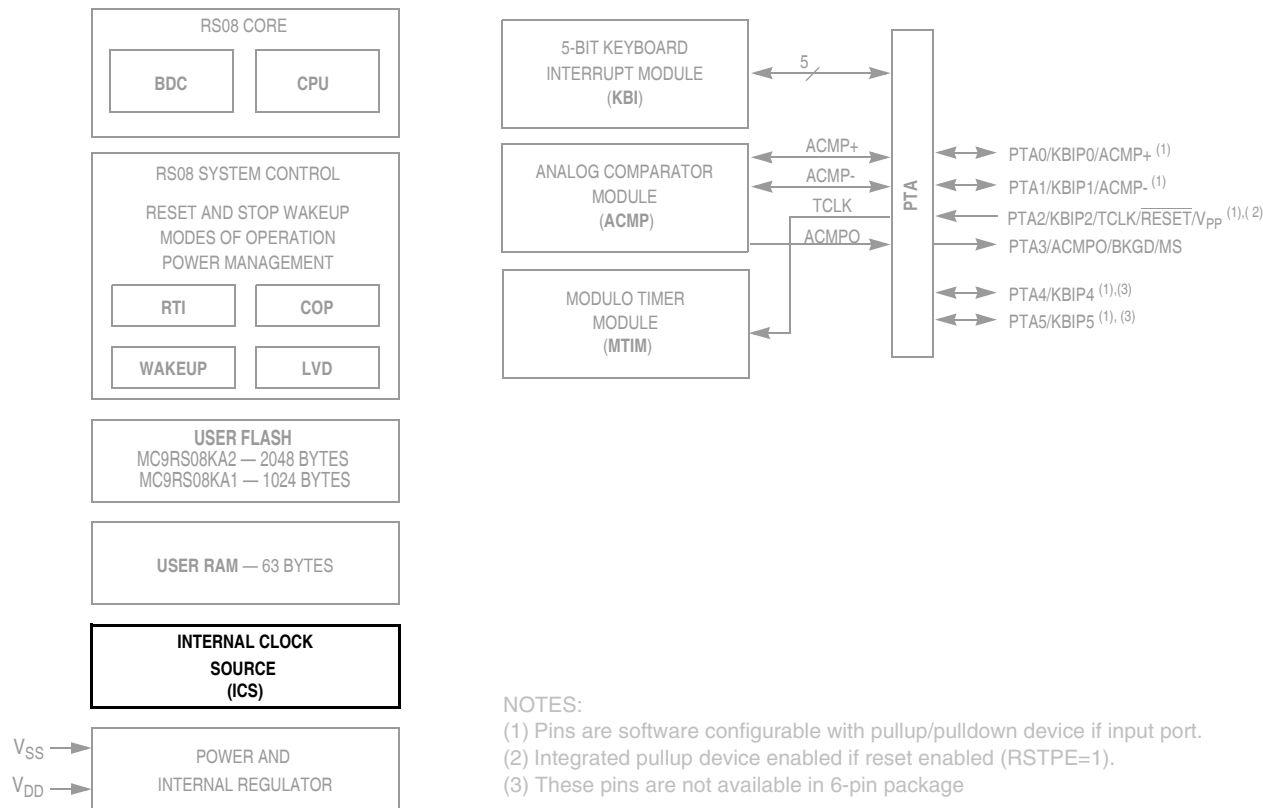 RS08 CORE
BDC
CPU
RS08 SYSTEM CONTROL
RESET AND STOP WAKEUP
MODES OF OPERATION
POWER MANAGEMENT
RTI
COP
WAKEUP
LVD
USER FLASH
MC9RS08KA2 — 2048 BYTES
MC9RS08KA1 — 1024 BYTES
USER RAM — 63 BYTES
INTERNAL CLOCK
SOURCE
(ICS)
VSS
VDD
POWER AND
INTERNAL REGULATOR
5-BIT KEYBOARD
INTERRUPT MODULE
(KBI)
5
ANALOG COMPARATOR
MODULE
(ACMP)
ACMP+
ACMP-
TCLK
ACMPO
MODULO TIMER
MODULE
(MTIM)
PTA
PTA0/KBIP0/ACMP+ (1)
PTA1/KBIP1/ACMP- (1)
PTA2/KBIP2/TCLK/RESET/VPP (1),( 2)
PTA3/ACMPO/BKGD/MS
PTA4/KBIP4 (1),(3)
PTA5/KBIP5 (1), (3)
NOTES:
(1) Pins are software configurable with pullup/pulldown device if input port.
(2) Integrated pullup device enabled if reset enabled (RSTPE=1).
(3) These pins are not available in 6-pin package